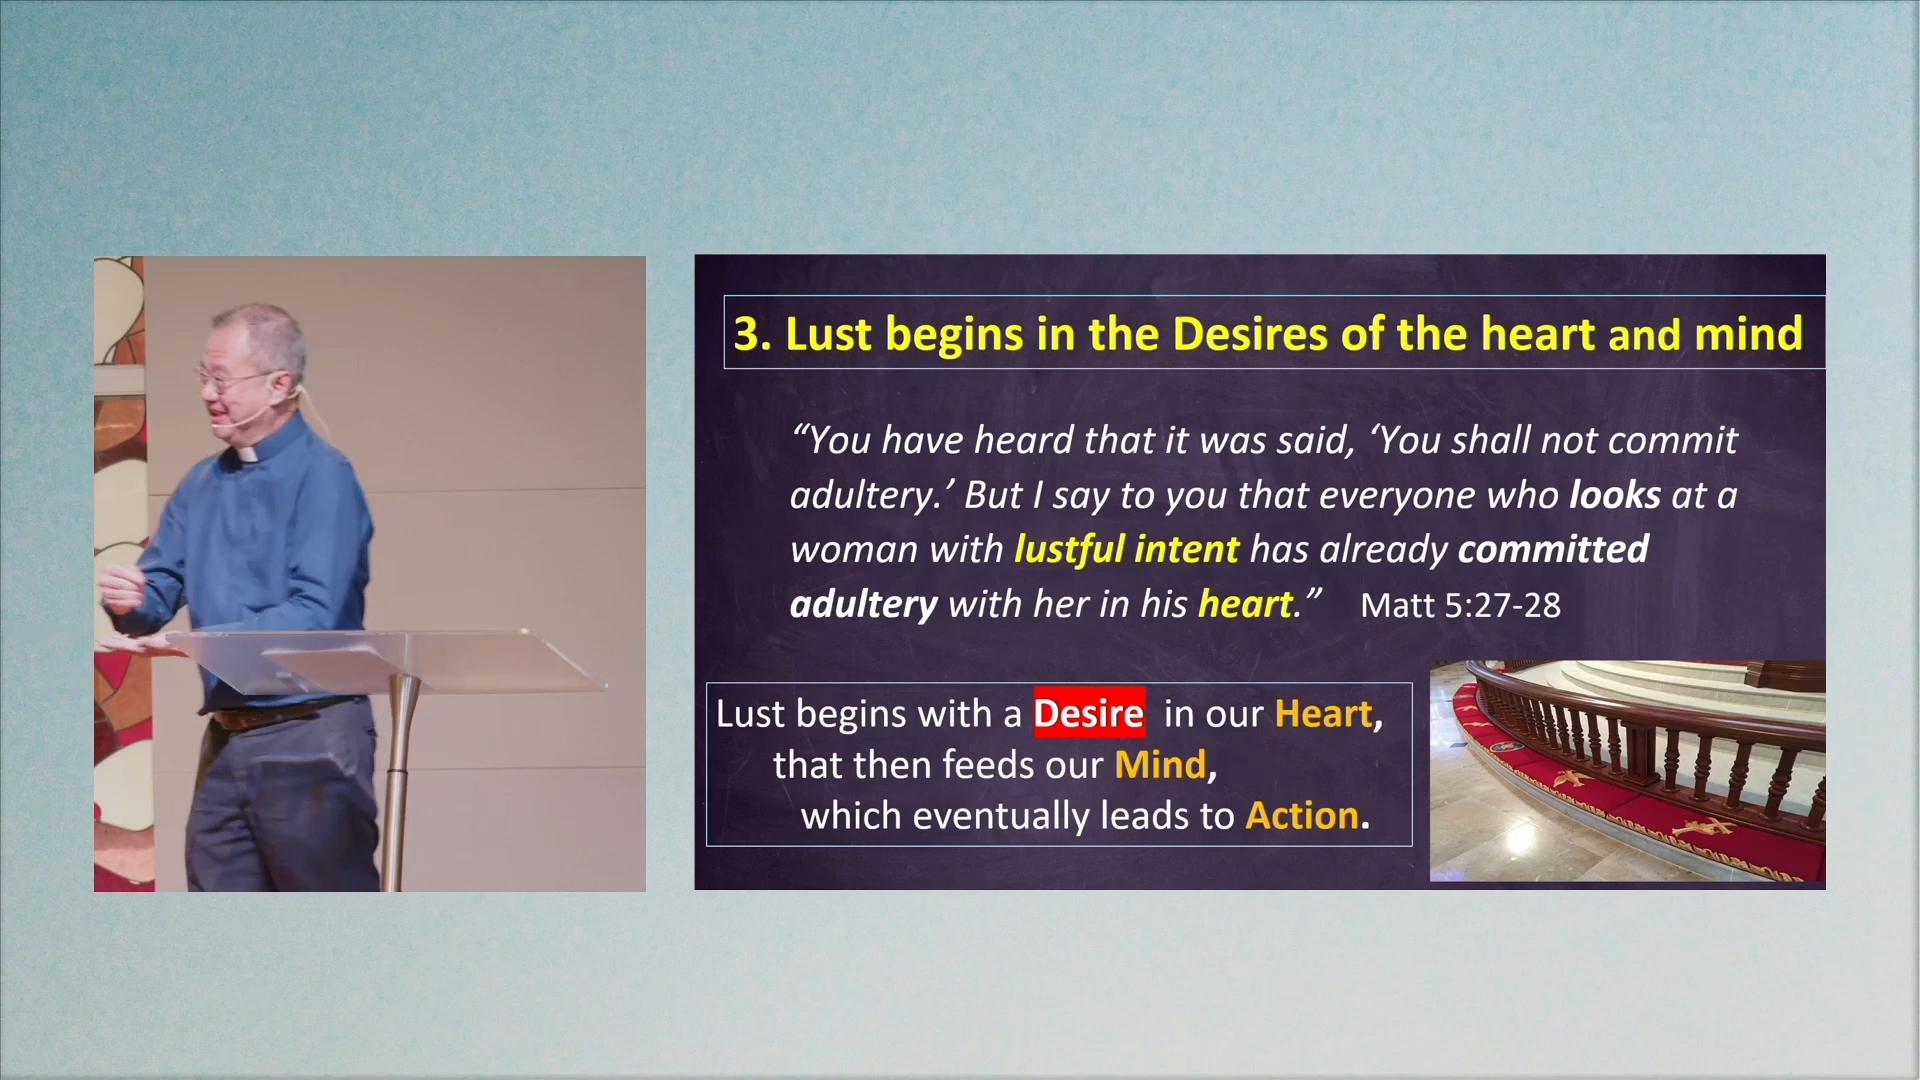 3. Lust begins in the Desires of the heart and mind
“You have heard that it was said, ‘You shall not commit
adultery.’ But I say to you that everyone who looks at a
woman with lustful intent has already committed
adultery with her in his heart.” Matt 5:27-28
Lust begins with a Desire in our Heart,
that then feeds our Mind,
which eventually leads to Action.